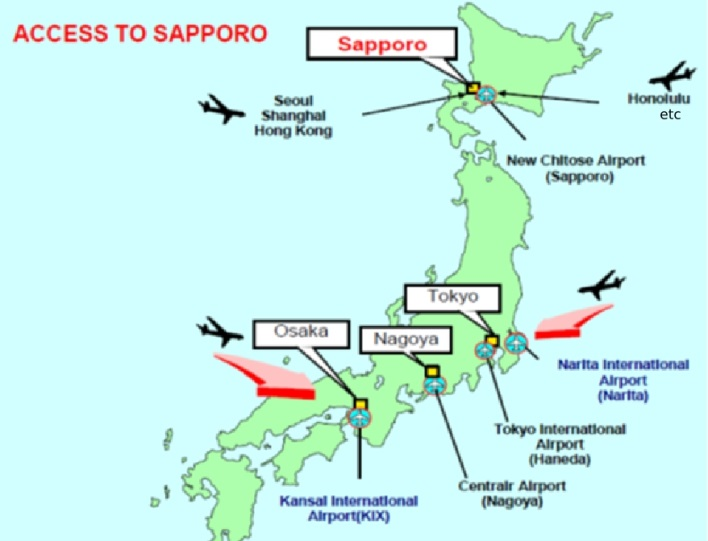 ACCESS TO SAPPORO
Sapporo
Seoul
Shanghai
Hong Kong
Honolulu
etc
New Chitose Airport
(Sapporo)
Tokyo
Osaka
Nagoya
Narita International
Airport
(Narita)
Tokyo International
Airport
(Haneda)
Centrair Airport
(Nagoya)
Kansai International
Airport(KIX)